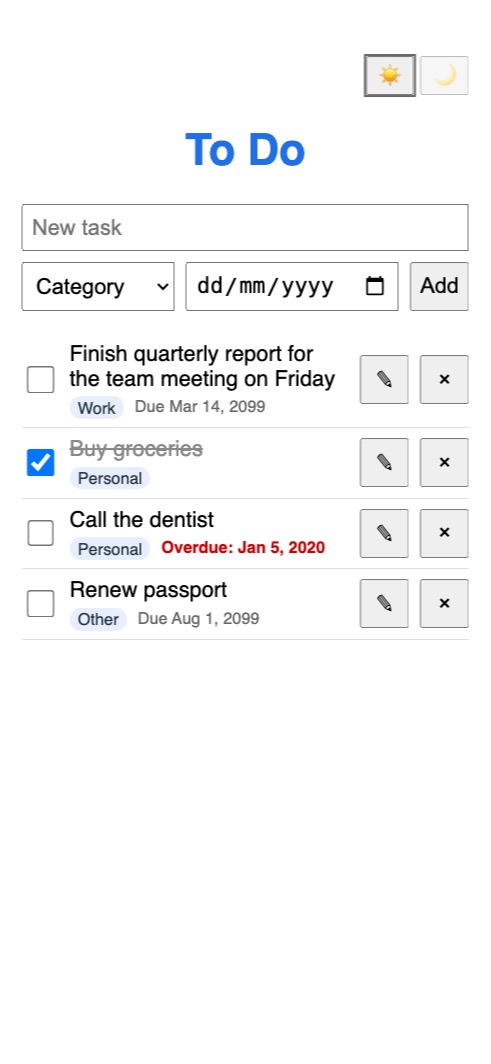 To Do
New task
Category
dd/mm/yyyy
Add
Finish quarterly report for
the team meeting on Friday
Work Due Mar 14, 2099
Buy groceries
Personal
Call the dentist
Personal Overdue: Jan 5, 2020
Renew passport
Other Due Aug 1, 2099